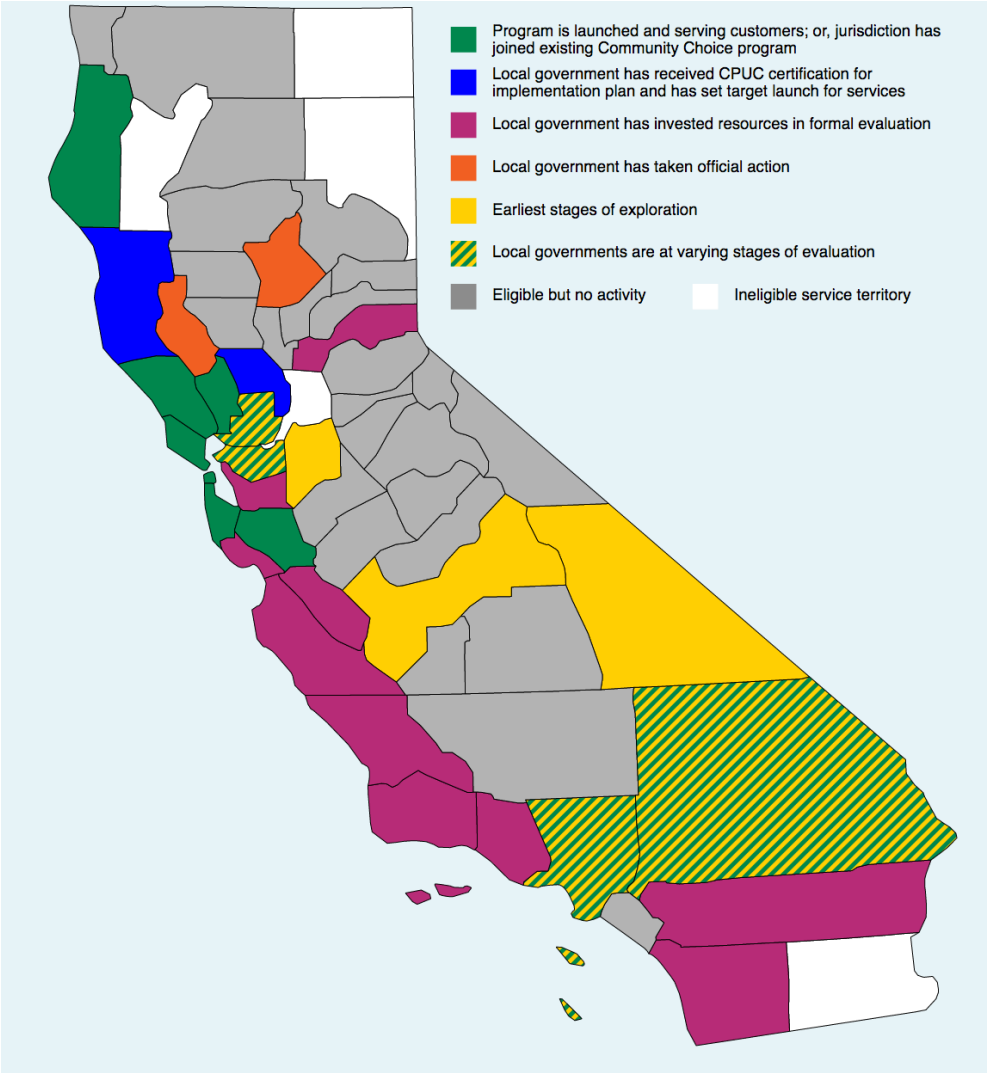 Program is launched and serving customers; or, jurisdiction has
joined existing Community Choice program
Local government has received CPUC certification for
implementation plan and has set target launch for services
Local government has invested resources in formal evaluation
Local government has taken official action
Earliest stages of exploration
Local governments are at varying stages of evaluation
Eligible but no activity
Ineligible service territory